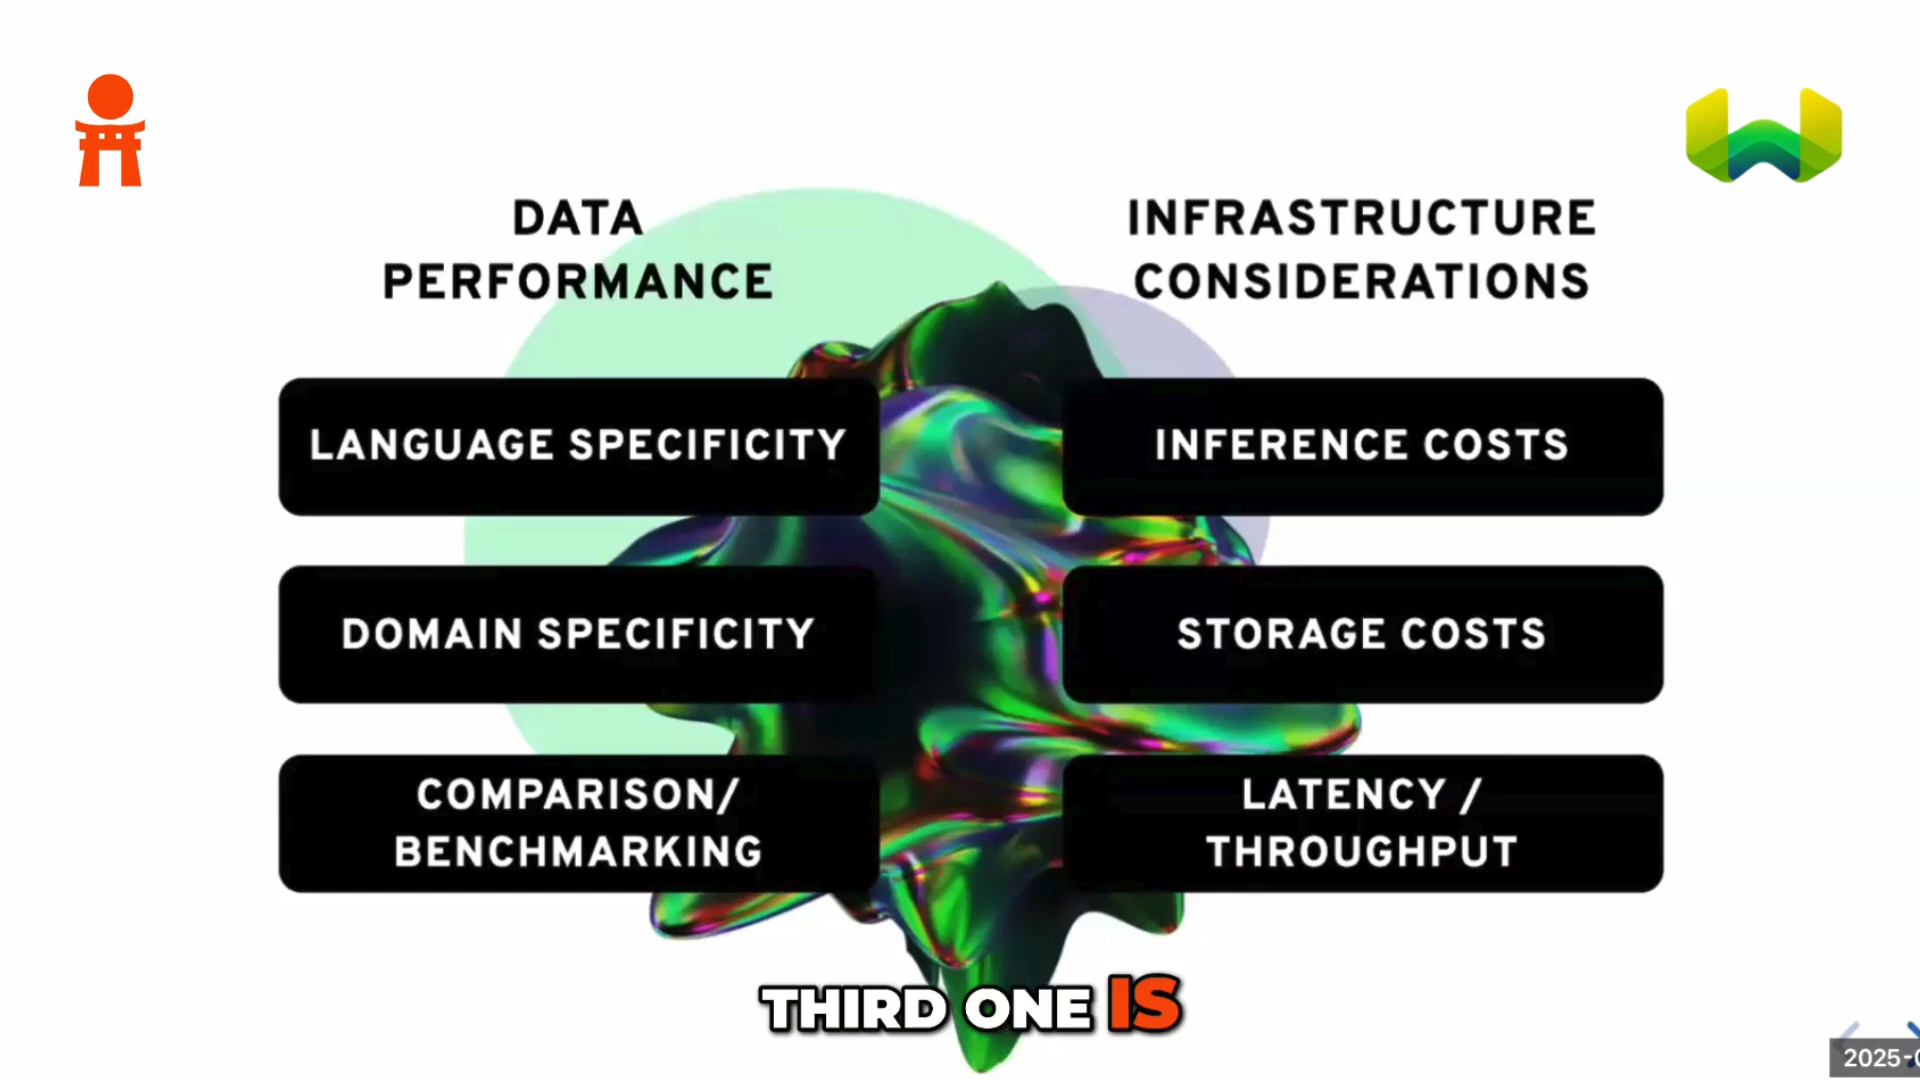 DATA
PERFORMANCE
LANGUAGE SPECIFICITY
DOMAIN SPECIFICITY
COMPARISON/
BENCHMARKING
INFRASTRUCTURE
CONSIDERATIONS
INFERENCE COSTS
STORAGE COSTS
LATENCY /
THROUGHPUT
THIRD ONE IS